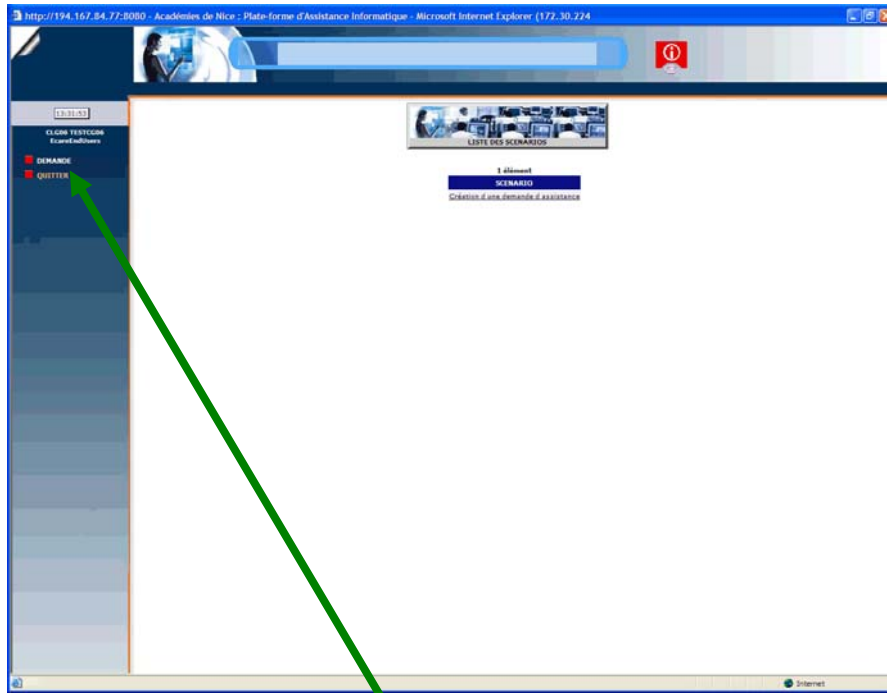 http://194.167.84.77:8080 - Académies de Nice : Plate-forme d'Assistance Informatique - Microsoft Internet Explorer (172.30.224
13:31:53
CLG06 TESTCG06
EcareEndUsers
DEMANDE
QUITTER
LISTE DES SCENARIOS
1 élément
SCENARIO
Création d une demande d assistance
Internet